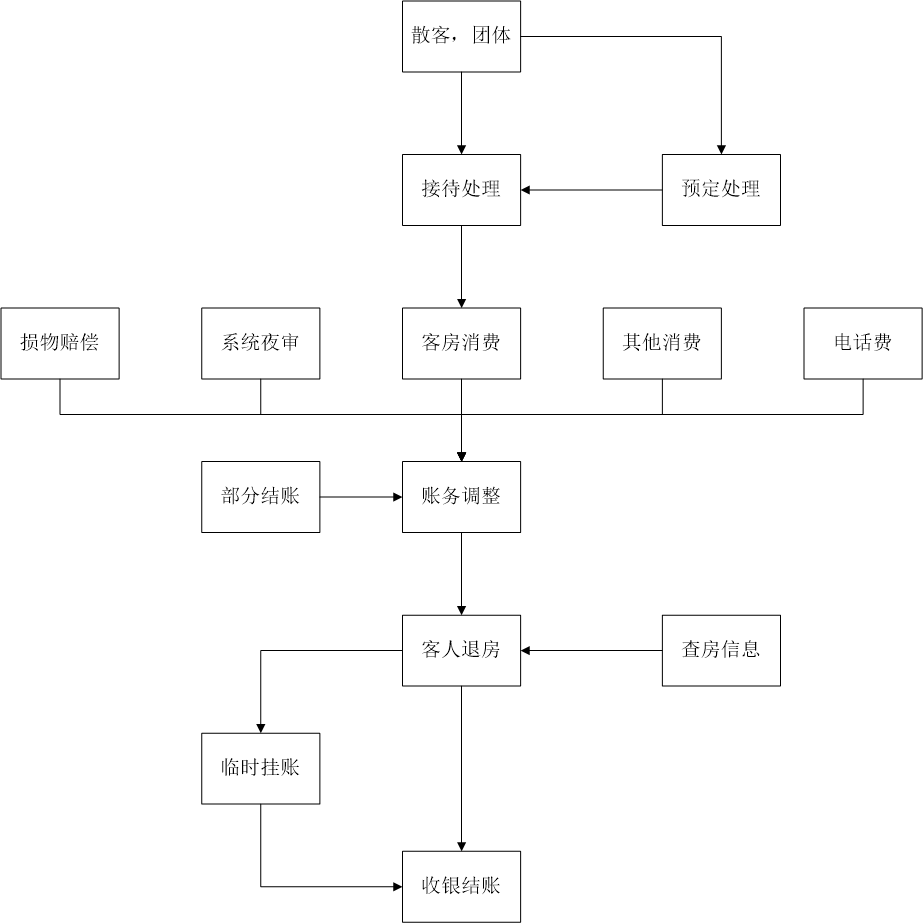 散客，团体
接待处理
预定处理
损物赔偿
系统夜审
客房消费
其他消费
电话费
部分结账
账务调整
客人退房
查房信息
临时挂账
收银结账